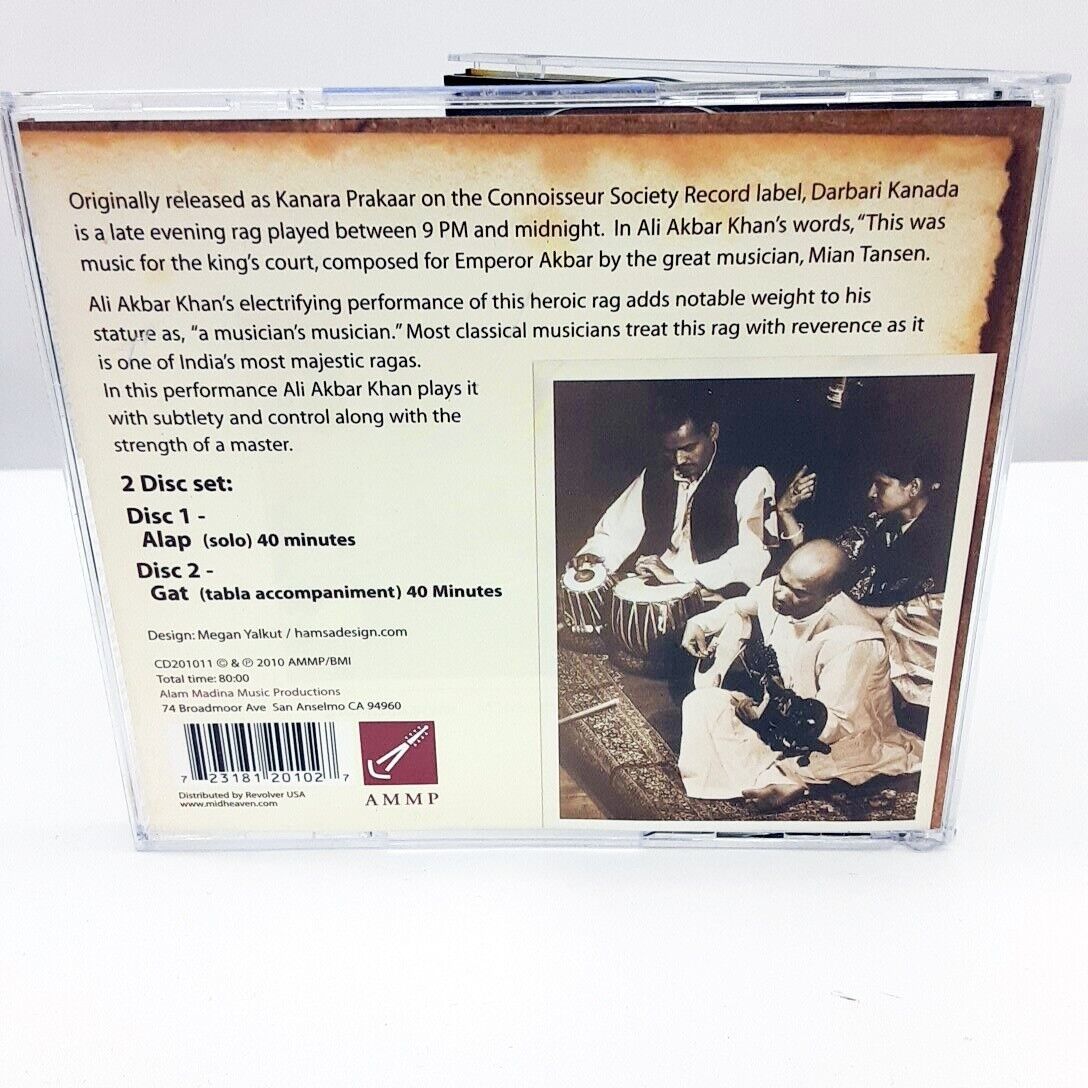 Originally released as Kanara Prakaar on the Connoisseur Society Record label, Darbari Kanada
is a late evening rag played between 9 PM and midnight. In Ali Akbar Khan's words, "This was
music for the king's court, composed for Emperor Akbar by the great musician, Mian Tansen.
Ali Akbar Khan's electrifying performance of this heroic rag adds notable weight to his
stature as, "a musician's musician." Most classical musicians treat this rag with reverence as it
is one of India's most majestic ragas.
In this performance Ali Akbar Khan plays it
with subtlety and control along with the
strength of a master.
2 Disc set:
Disc 1 -
Alap (solo) 40 minutes
Disc 2 -
Gat (tabla accompaniment) 40 Minutes
Design: Megan Yalkut / hamsadesign.com
CD201011 © & ℗ 2010 AMMP/BMI
Total time: 80:00
Alam Madina Music Productions
74 Broadmoor Ave San Anselmo CA 94960
7 23181 20102 7
Distributed by Revolver USA
www.midheaven.com
AMMP